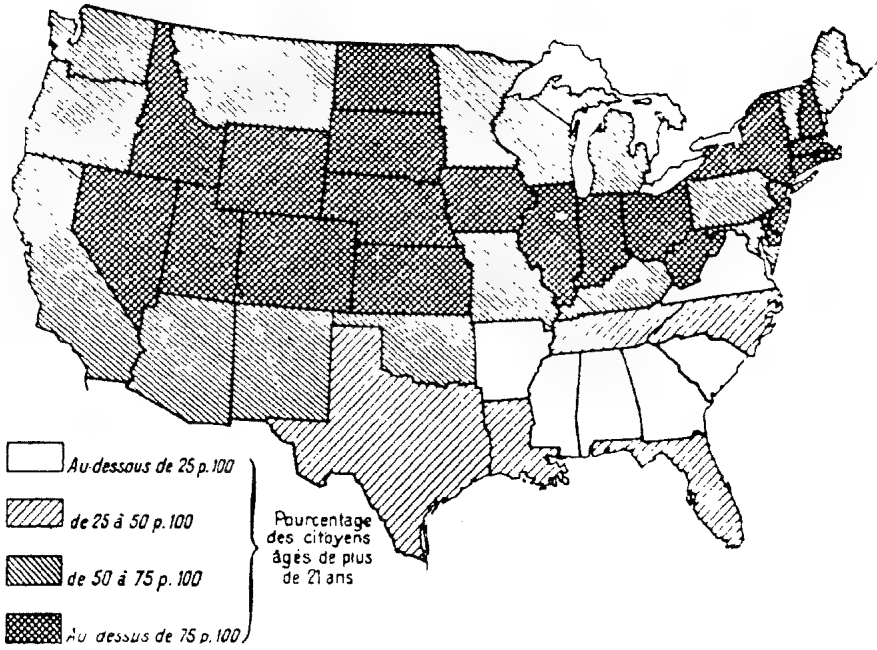 Au-dessous de 25 p.100
de 25 à 50 p.100
de 50 à 75 p.100
Au dessus de 75 p.100
Pourcentage
des citoyens
âgés de plus
de 21 ans